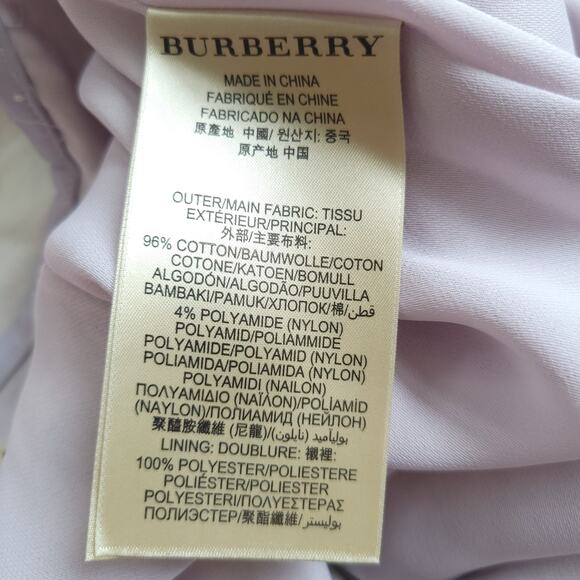 BURBERRY
MADE IN CHINA
FABRIQUÉ EN CHINE
FABRICADO NA CHINA
原産地 中國/ 원산지: 중국
原产地 中国
OUTER/MAIN FABRIC: TISSU
EXTÉRIEUR/PRINCIPAL:
外部/主要布料:
96% COTTON/BAUMWOLLE/COTON
COTONE/KATOEN/BOMULL
ALGODÓN/ALGODÃO/PUUVILLA
BAMBAKI/PAMUK/ХЛОПОК/棉/قطن
4% POLYAMIDE (NYLON)
POLYAMID/POLIAMMIDE
POLYAMIDE/POLYAMID (NYLON)
POLIAMIDA/POLIAMIDA (NYLON)
POLYAMIDI (NAILON)
ΠΟΛΥΑΜΙΔΙΟ (ΝΑΪΛΟΝ)/POLİAMİD
(NAYLON)/ПОЛИАМИД (НЕЙЛОН)
聚醯胺纖維 (尼龍)/(نايلون) بولياميد
LINING: DOUBLURE: 襯裡:
100% POLYESTER/POLIESTERE
POLIÉSTER/POLIESTER
POLYESTERI/ΠΟΛΥΕΣΤΕΡΑΣ
ПОЛИЭСТЕР/聚酯纖維/بوليستر